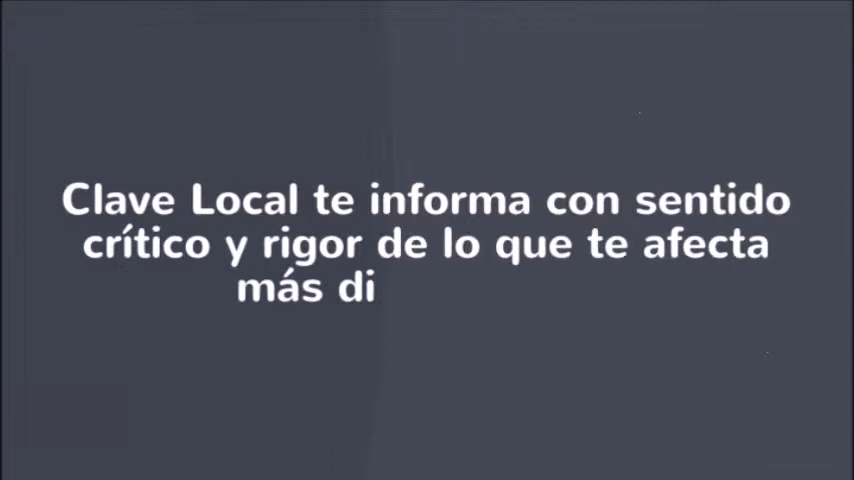 Clave Local te informa con sentido
crítico y rigor de lo que te afecta
más di